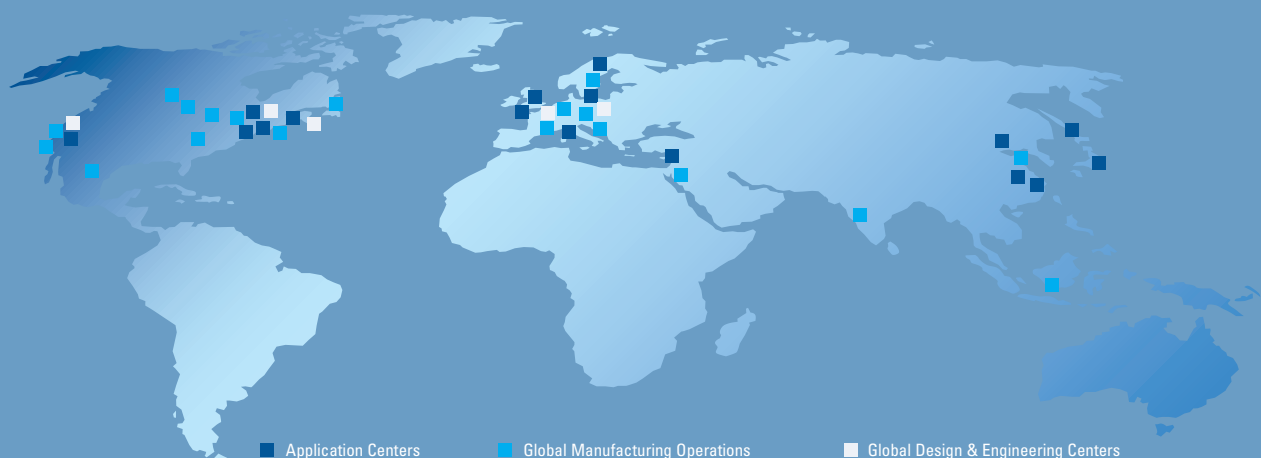 Application Centers
Global Manufacturing Operations
Global Design & Engineering Centers